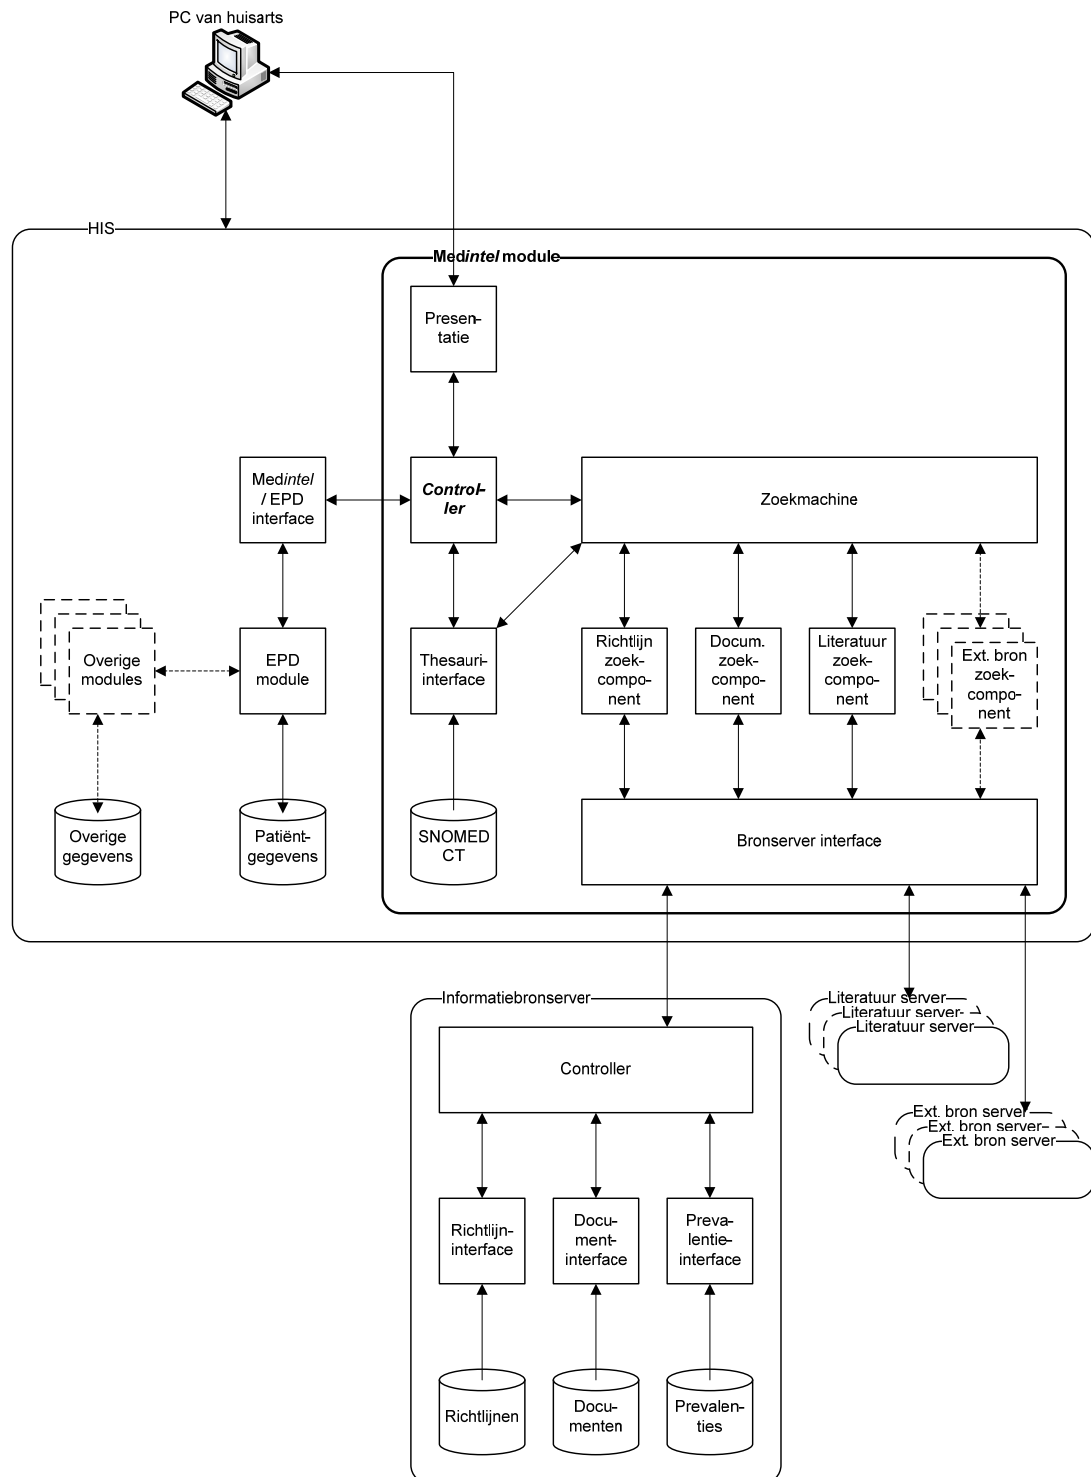 PC van huisarts
HIS
Medintel module
Presen-
tatie
Medintel
/ EPD
interface
Control-
ler
Zoekmachine
Overige
modules
EPD
module
Thesauri-
interface
Richtlijn
zoek-
compo-
nent
Docum.
zoek-
compo-
nent
Literatuur
zoek-
compo-
nent
Ext. bron
zoek-
compo-
nent
Overige
gegevens
Patiënt-
gegevens
SNOMED
CT
Bronserver interface
Informatiebronserver
Literatuur server
Literatuur server
Literatuur server
Controller
Ext. bron server
Ext. bron server
Ext. bron server
Richtlijn-
interface
Docu-
ment-
interface
Preva-
lentie-
interface
Richtlijnen
Docu-
menten
Prevalen-
ties